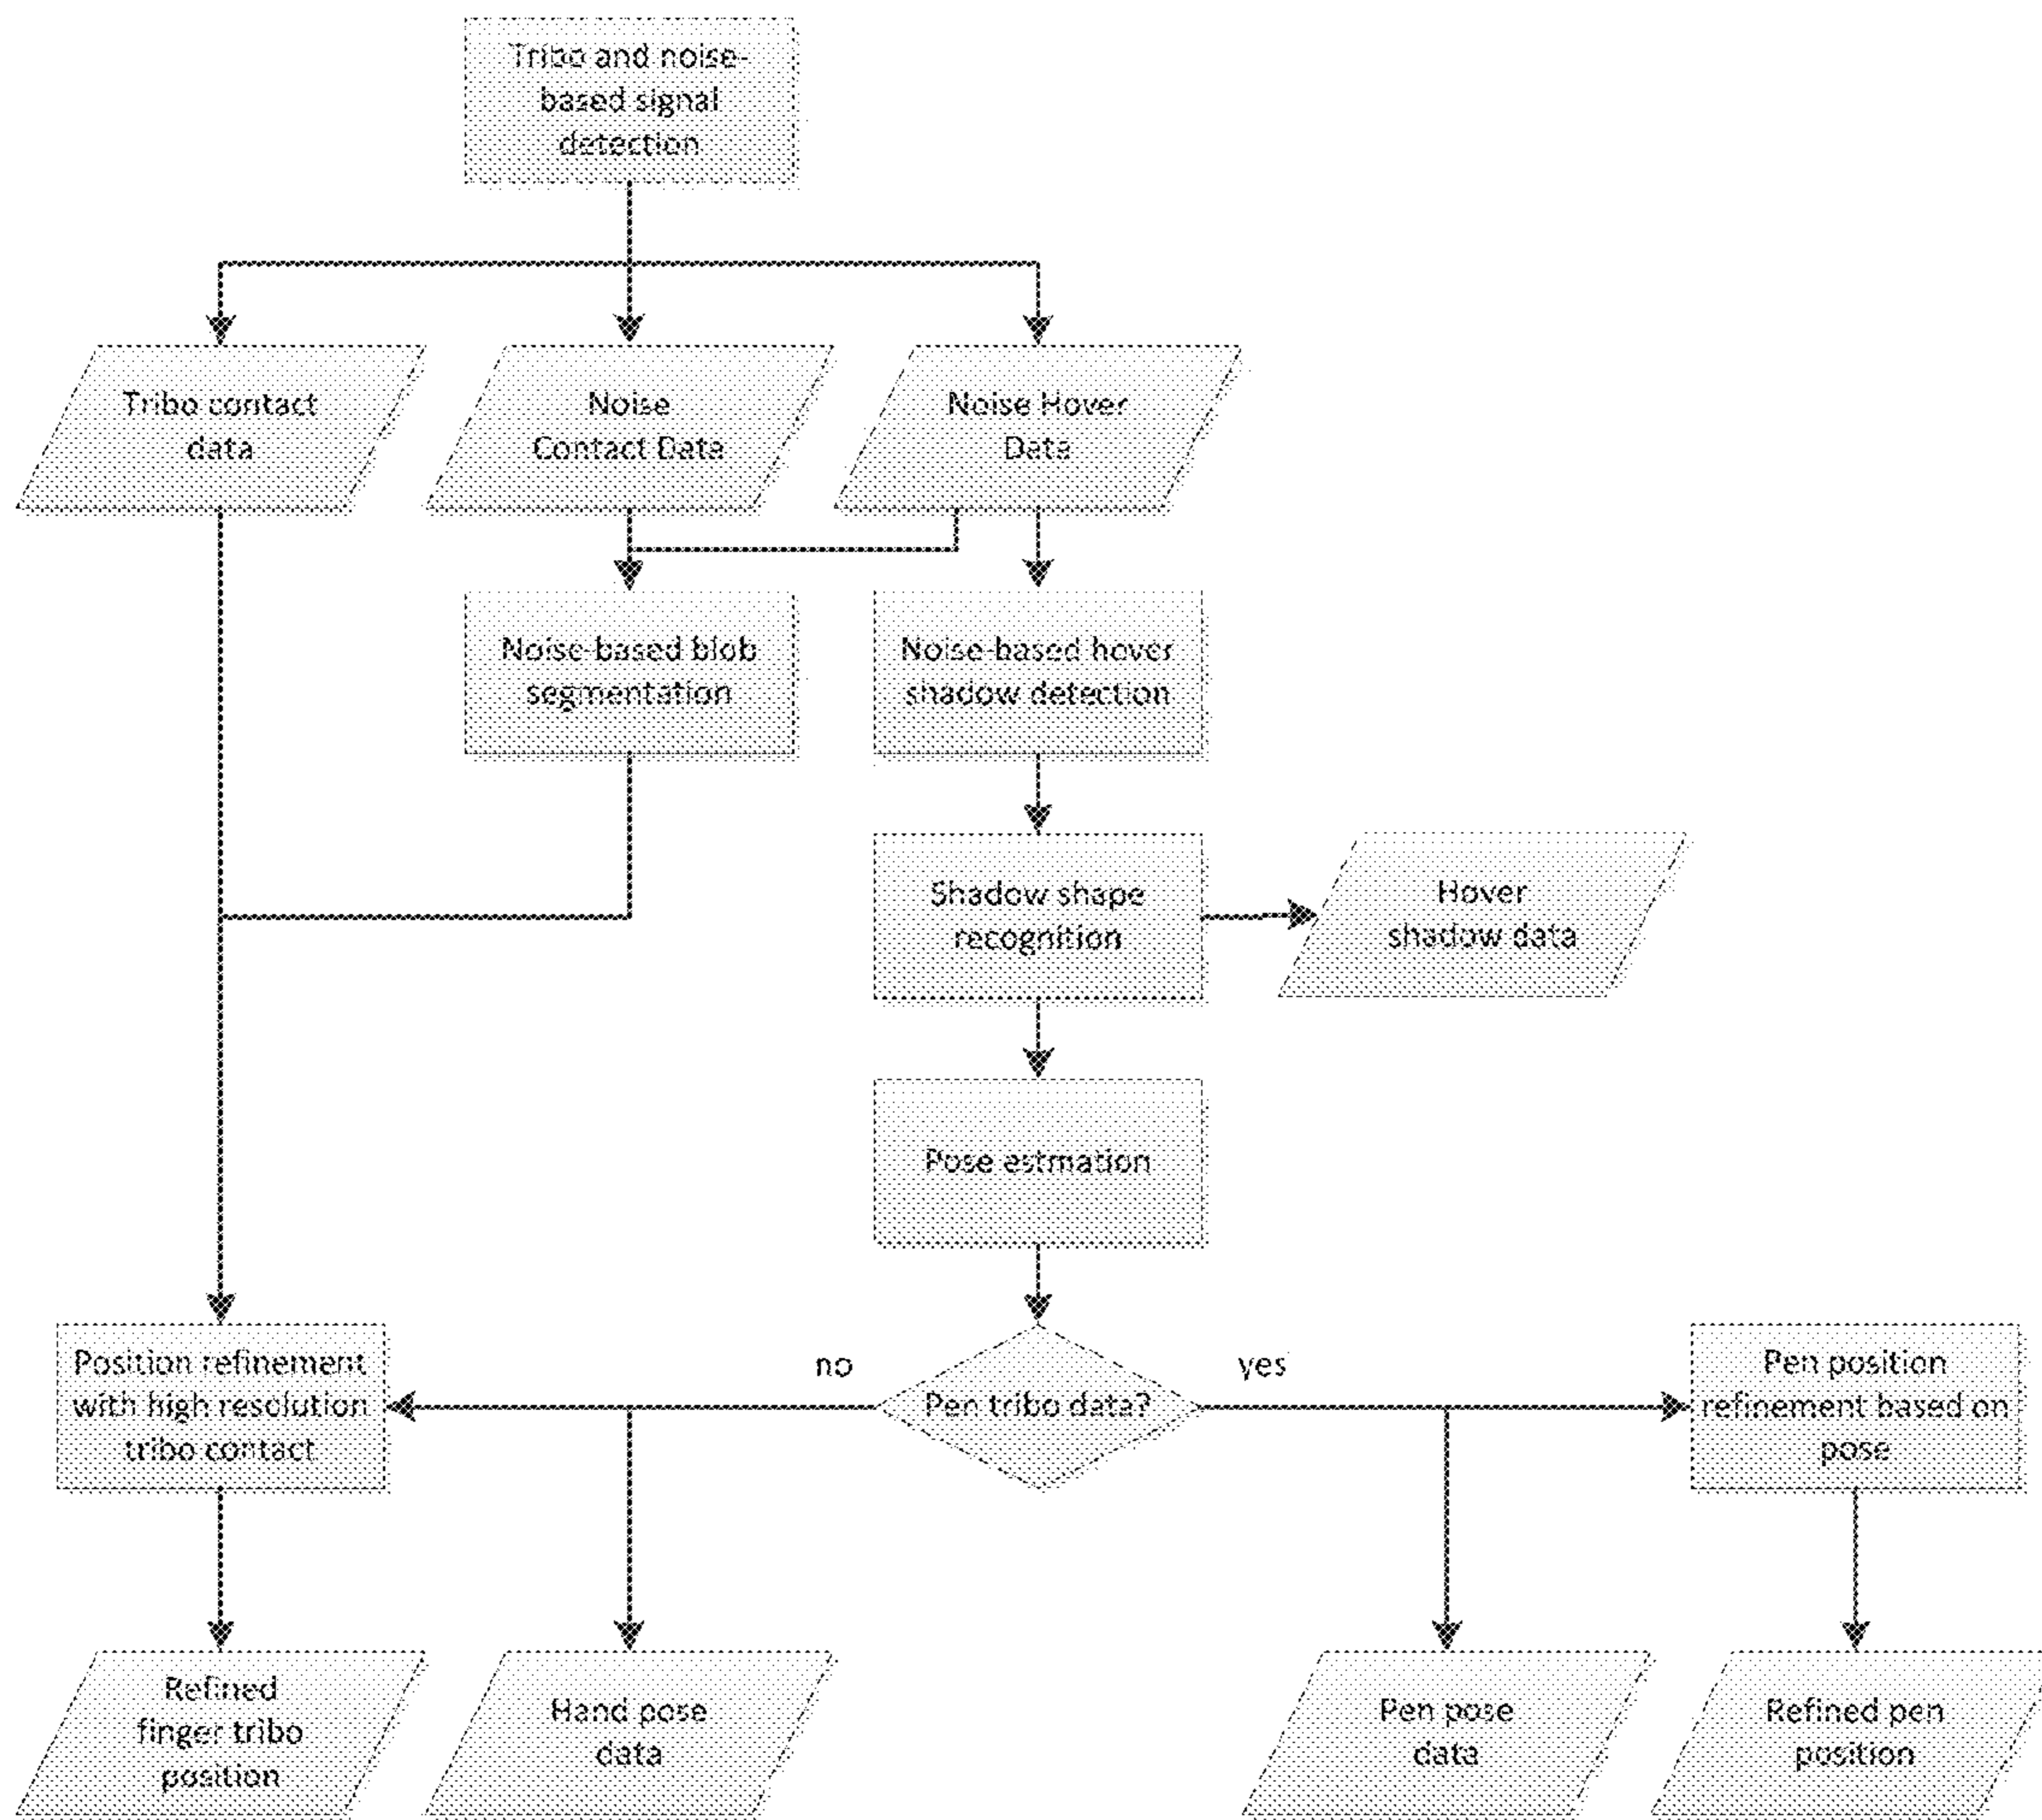 Tribo and noise-
based signal
detection
Tribo contact
data
Noise
Contact Data
Noise Hover
Data
Noise-based blob
segmentation
Noise-based hover
shadow detection
Shadow shape
recognition
Hover
shadow data
Pose estmation
Position refinement
with high resolution
tribo contact
no
Pen tribo data?
yes
Pen position
refinement based on
pose
Refined
finger tribo
position
Hand pose
data
Pen pose
data
Refined pen
position